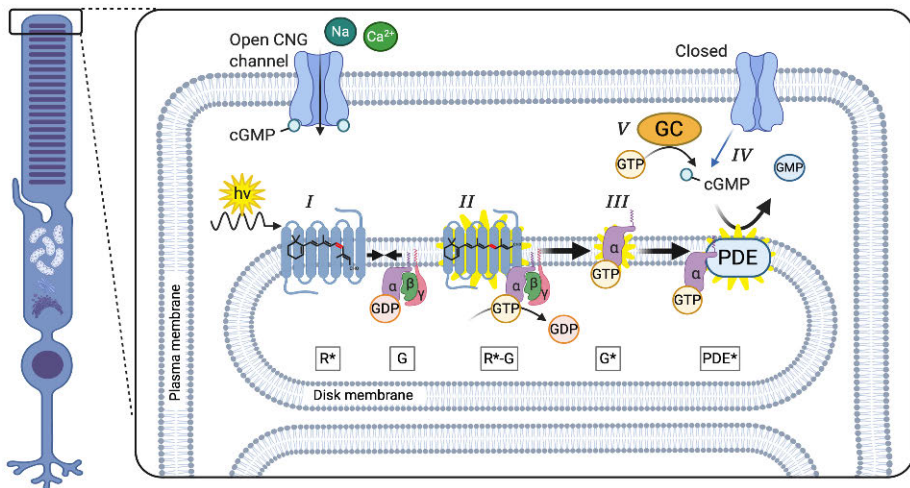 Open CNG
channel
Na
Ca²⁺
Closed
cGMP
V
GC
GTP
IV
cGMP
GMP
hv
I
II
III
α
β
γ
GDP
α
β
γ
GTP
GDP
α
GTP
α
GTP
PDE
R*
G
R*-G
G*
PDE*
Plasma membrane
Disk membrane